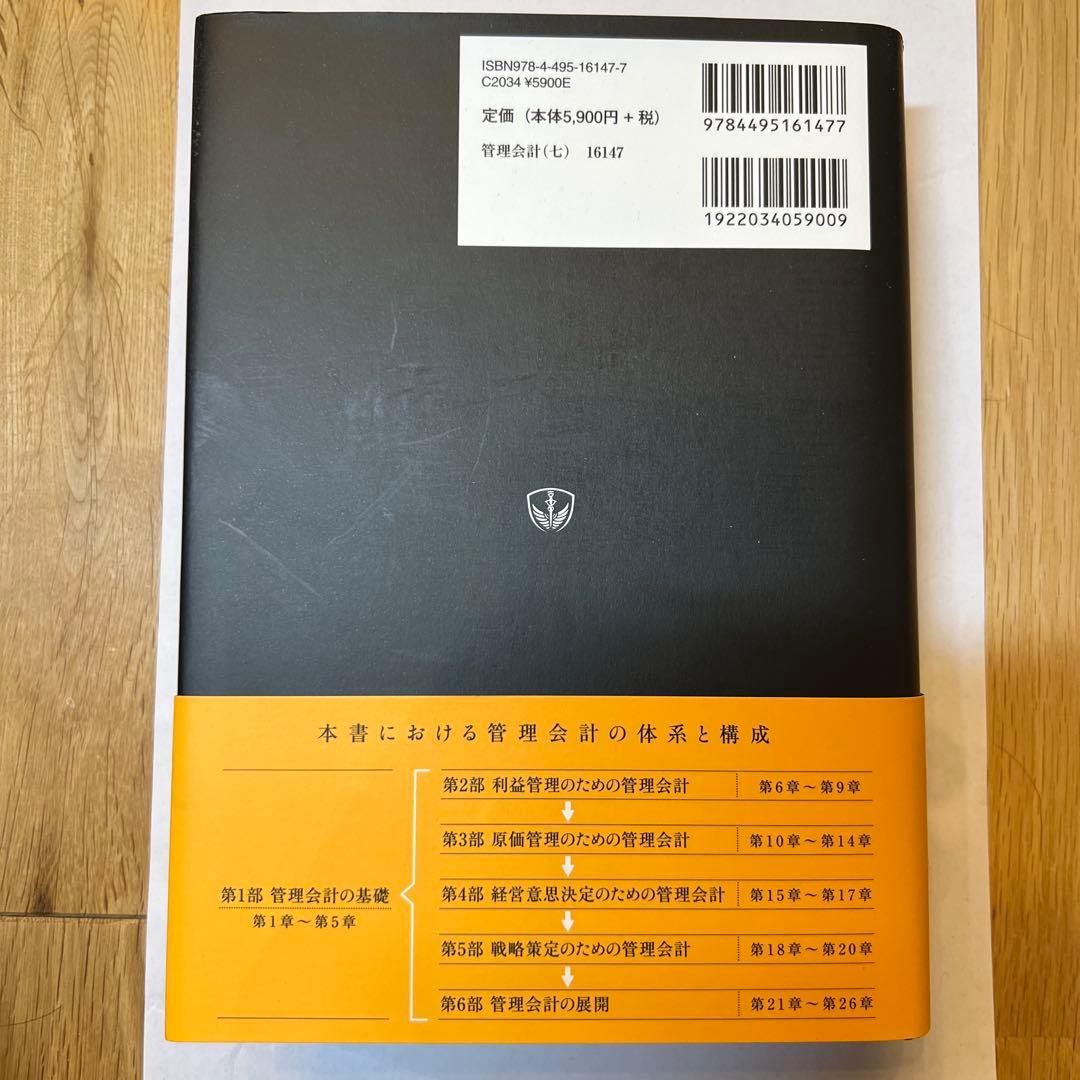 ISBN978-4-495-16147-7
C2034 ¥5900E
定価（本体5,900円＋税）
管理会計（七） 16147
9784495161477
1922034059009
本書における管理会計の体系と構成
第1部 管理会計の基礎
第1章～第5章
第2部 利益管理のための管理会計 第6章～第9章
第3部 原価管理のための管理会計 第10章～第14章
第4部 経営意思決定のための管理会計 第15章～第17章
第5部 戦略策定のための管理会計 第18章～第20章
第6部 管理会計の展開 第21章～第26章